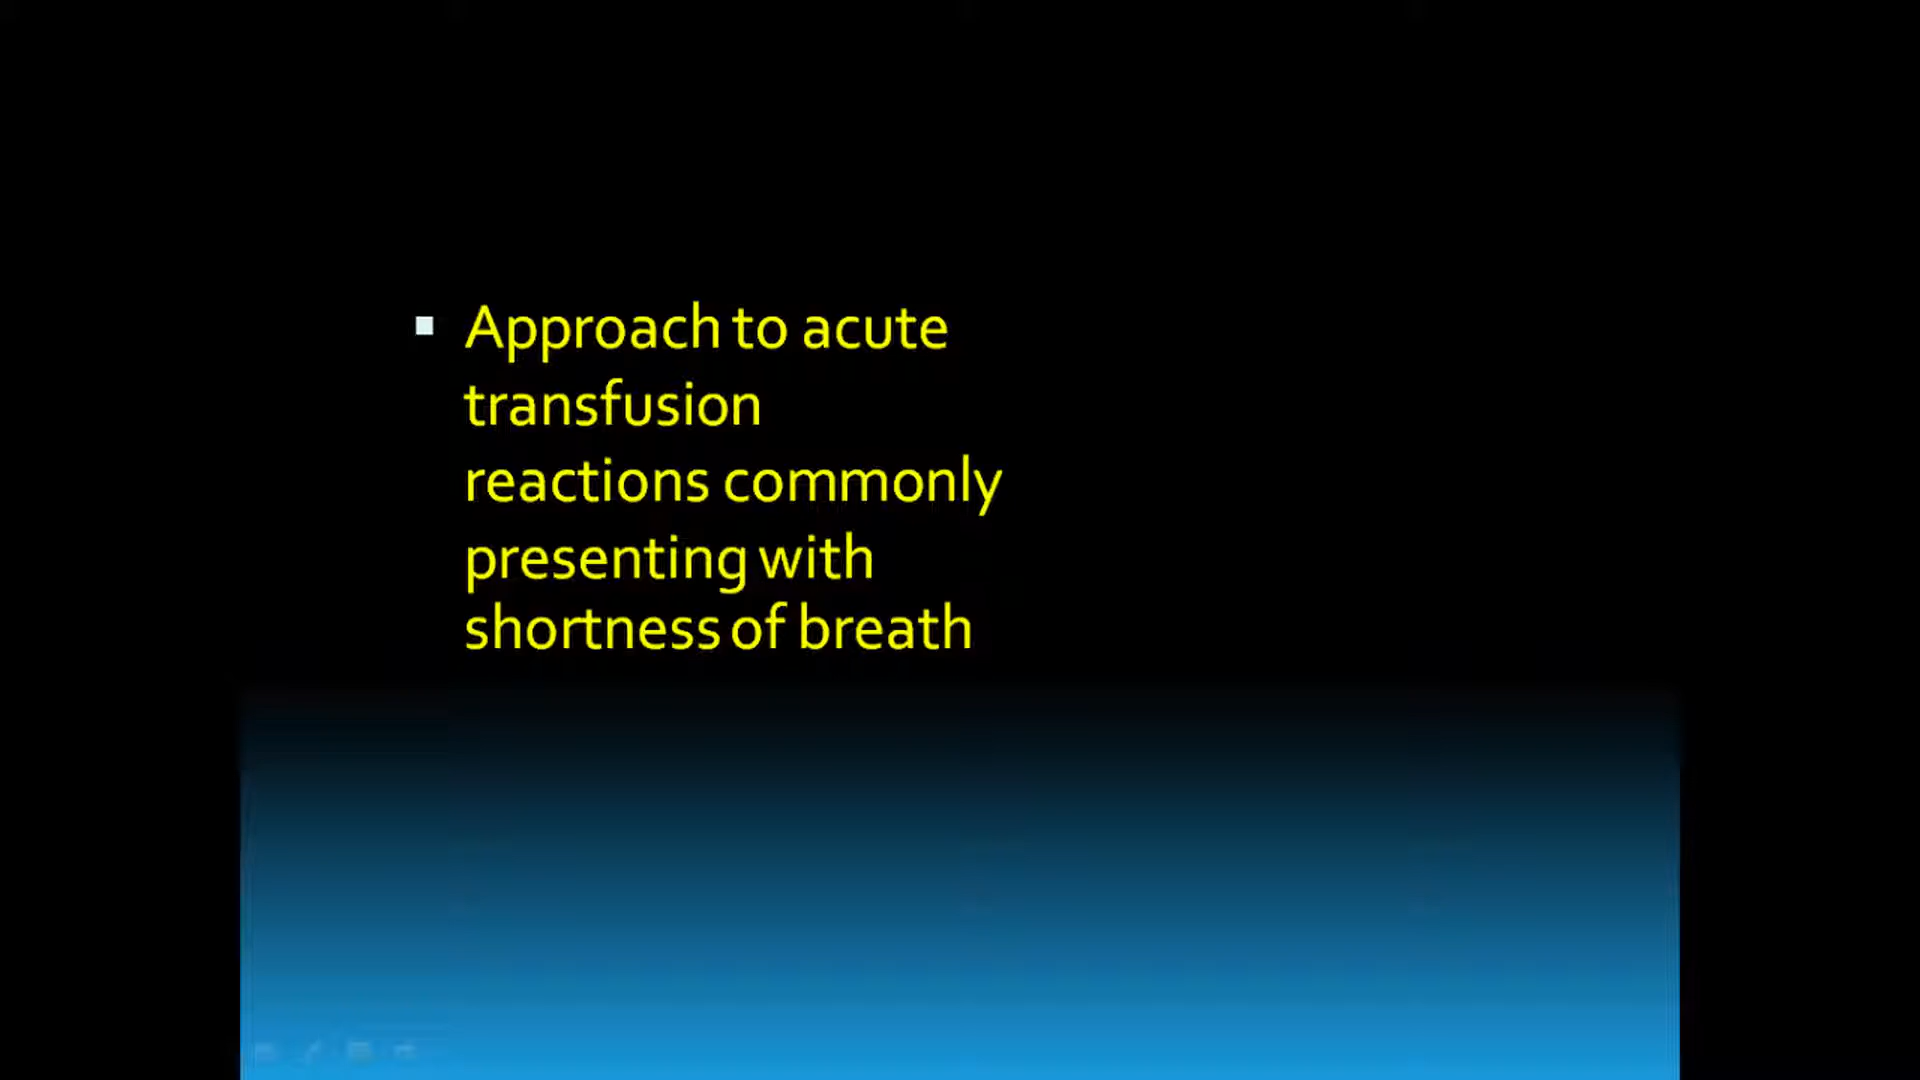 Approach to acute
transfusion
reactions commonly
presenting with
shortness of breath